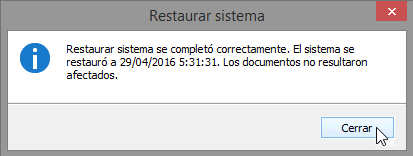 Restaurar sistema
Restaurar sistema se completó correctamente. El sistema se
restauró a 29/04/2016 5:31:31. Los documentos no resultaron
afectados.
Cerrar